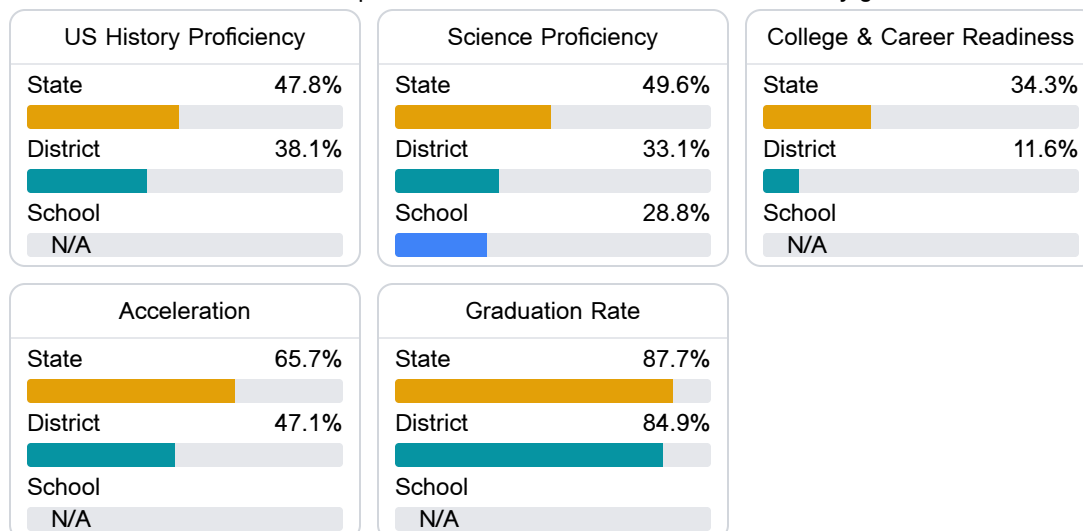 US History Proficiency
State 47.8%
District 38.1%
School
N/A
Science Proficiency
State 49.6%
District 33.1%
School 28.8%
College & Career Readiness
State 34.3%
District 11.6%
School
N/A
Acceleration
State 65.7%
District 47.1%
School
N/A
Graduation Rate
State 87.7%
District 84.9%
School
N/A